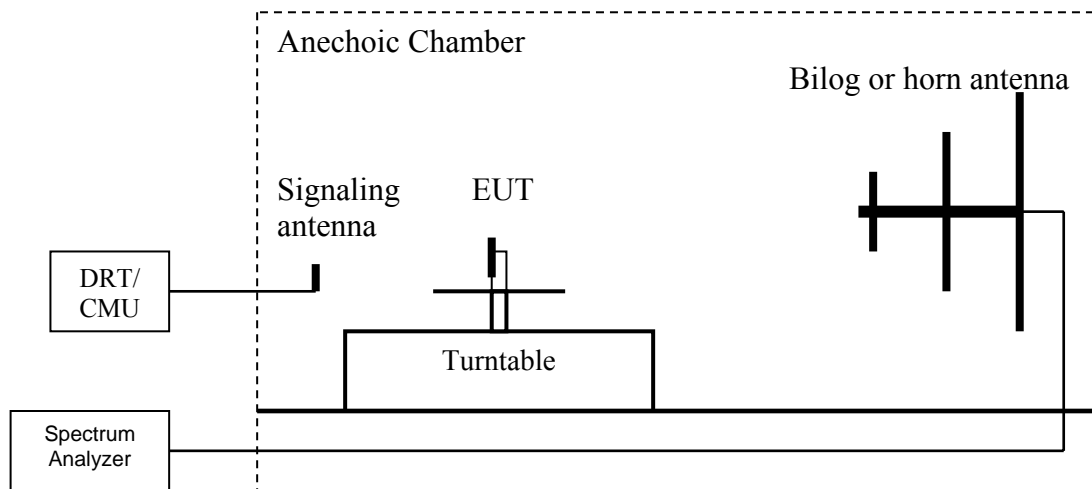 Anechoic Chamber
Bilog or horn antenna
Signaling
antenna
EUT
DRT/
CMU
Turntable
Spectrum
Analyzer